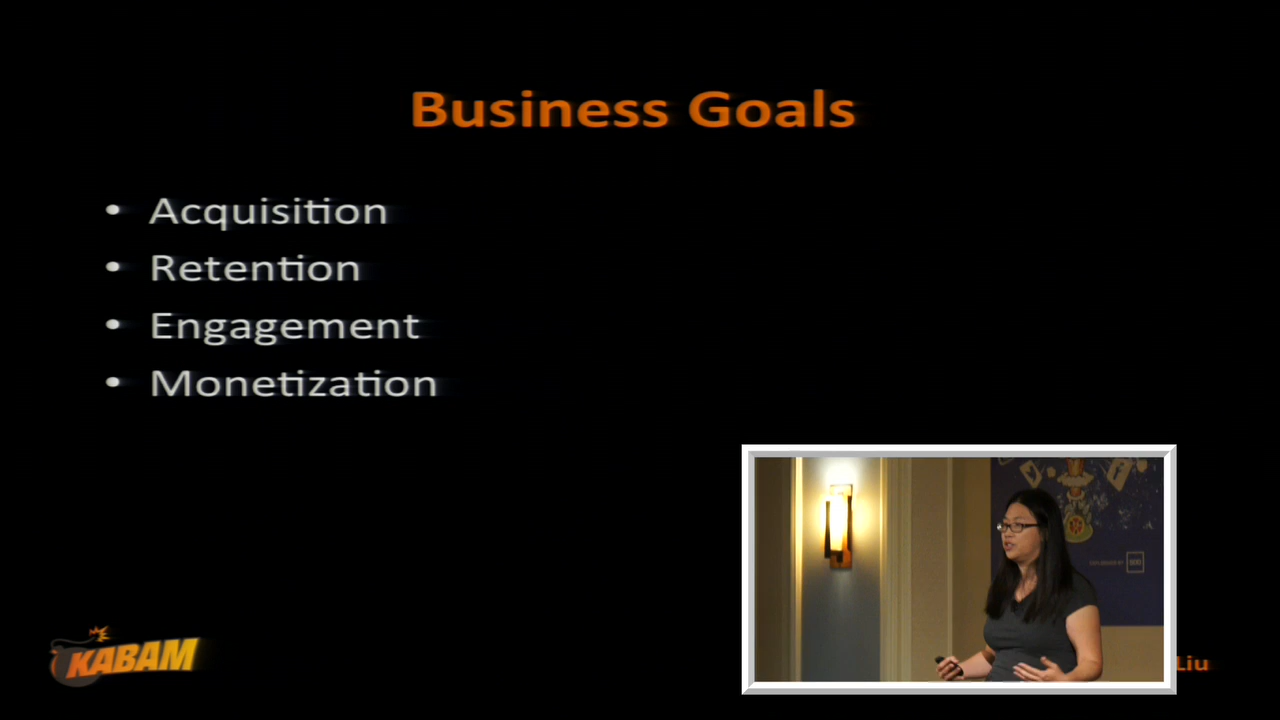 Business Goals
• Acquisition
• Retention
• Engagement
• Monetization
KABAM
Liu